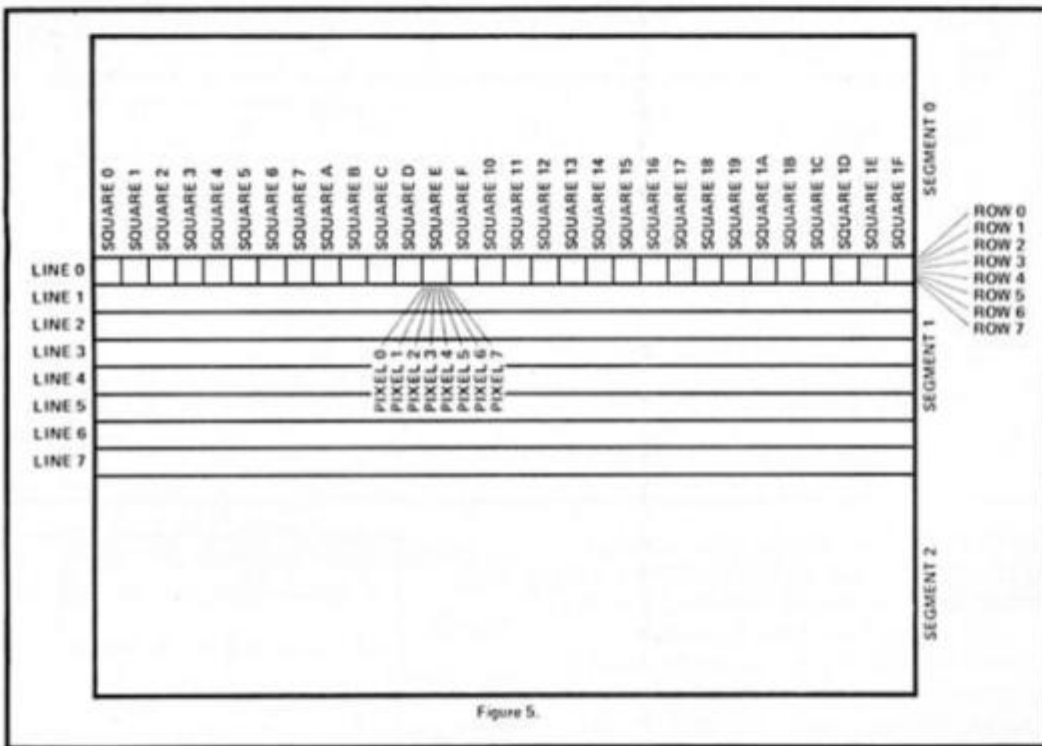 SEGMENT 0
SQUARE 0
SQUARE 1
SQUARE 2
SQUARE 3
SQUARE 4
SQUARE 5
SQUARE 6
SQUARE 7
SQUARE A
SQUARE B
SQUARE C
SQUARE D
SQUARE E
SQUARE F
SQUARE 10
SQUARE 11
SQUARE 12
SQUARE 13
SQUARE 14
SQUARE 15
SQUARE 16
SQUARE 17
SQUARE 18
SQUARE 19
SQUARE 1A
SQUARE 1B
SQUARE 1C
SQUARE 1D
SQUARE 1E
SQUARE 1F
ROW 0
ROW 1
ROW 2
ROW 3
ROW 4
ROW 5
ROW 6
ROW 7
LINE 0
LINE 1
LINE 2
LINE 3
LINE 4
LINE 5
LINE 6
LINE 7
PIXEL 0
PIXEL 1
PIXEL 2
PIXEL 3
PIXEL 4
PIXEL 5
PIXEL 6
PIXEL 7
SEGMENT 1
SEGMENT 2
Figure 5.